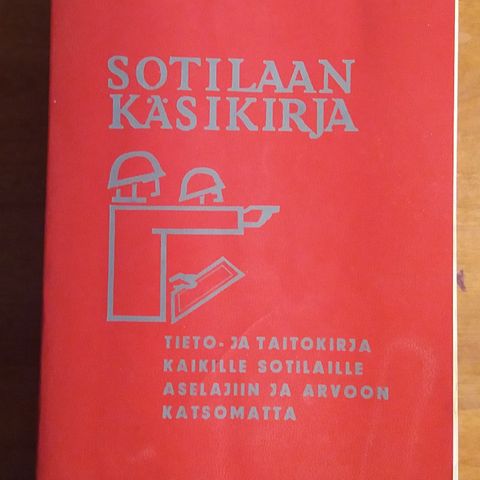 SOTILAAN
KÄSIKIRJA
TIETO- JA TAITOKIRJA
KAIKILLE SOTILAILLE
ASELAJIIN JA ARVOON
KATSOMATTA